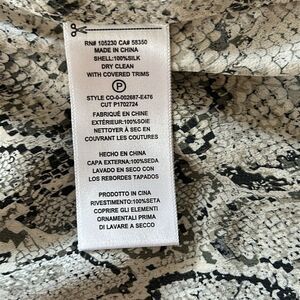 RN# 105230 CA# 58350
MADE IN CHINA
SHELL:100%SILK
DRY CLEAN
WITH COVERED TRIMS
P
STYLE CO-0-002687-E476
CUT P1702724
FABRIQUÉ EN CHINE
EXTÉRIEUR:100%SOIE
NETTOYER À SEC EN
COUVRANT LES COUTURES
HECHO EN CHINA
CAPA EXTERNA:100%SEDA
LAVADO EN SECO CON
LOS REBORDES TAPADOS
PRODOTTO IN CINA
RIVESTIMENTO:100%SETA
COPRIRE GLI ELEMENTI
ORNAMENTALI PRIMA
DI LAVARE A SECCO